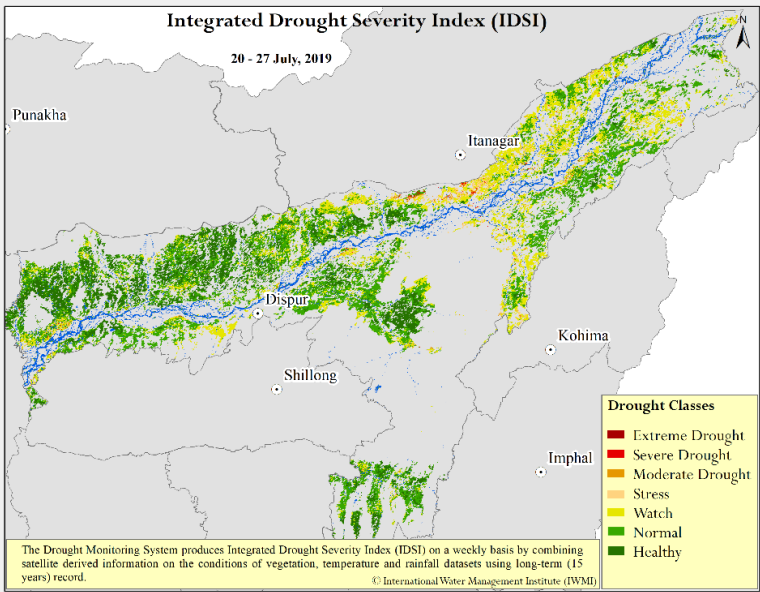 Integrated Drought Severity Index (IDSI)
20 - 27 July, 2019
N
Punakha
Itanagar
Dispur
Kohima
Shillong
Imphal
Drought Classes
Extreme Drought
Severe Drought
Moderate Drought
Stress
Watch
Normal
Healthy
The Drought Monitoring System produces Integrated Drought Severity Index (IDSI) on a weekly basis by combining
satellite derived information on the conditions of vegetation, temperature and rainfall datasets using long-term (15
years) record.
© International Water Management Institute (IWMI)